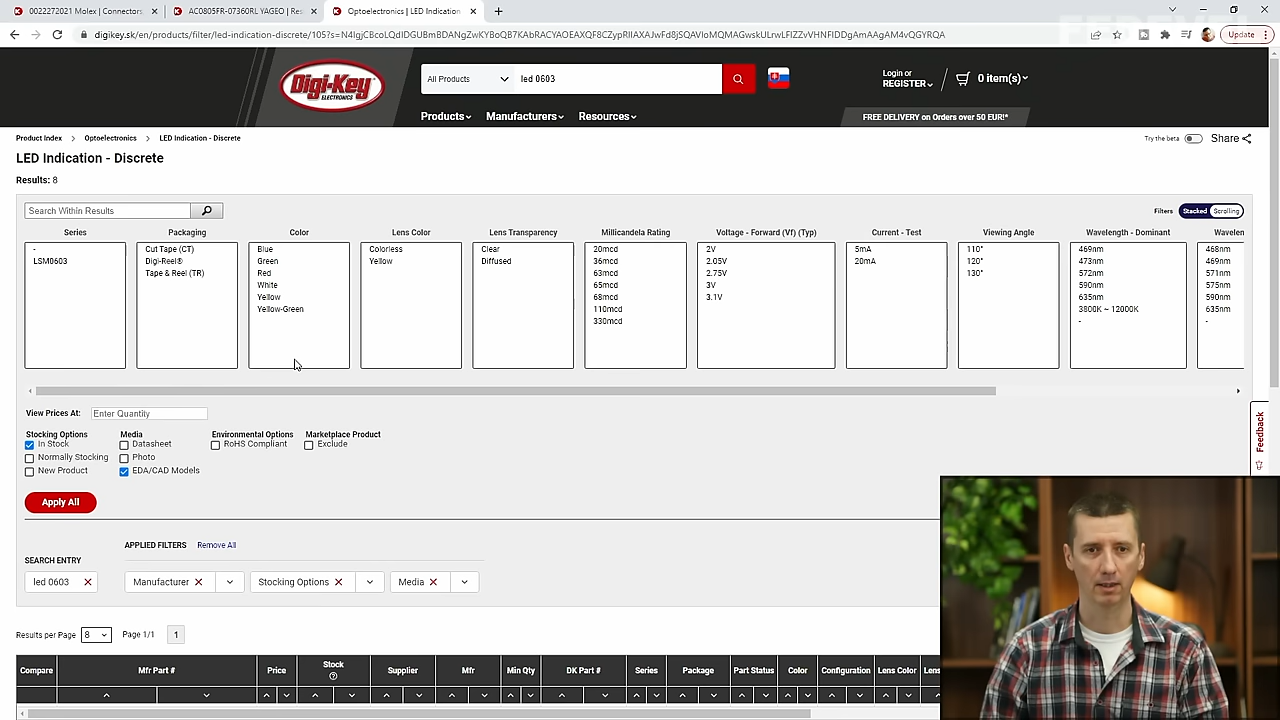 0022272021 Molex | Connectors
AC0805FR-07360RL YAGEO | Res
Optoelectronics | LED Indication
FEDEVEL
digikey.sk/en/products/filter/led-indication-discrete/105?s=
Update
Digi-Key
ELECTRONICS
All Products
led 0603
Login or
REGISTER
0 item(s)
Products
Manufacturers
Resources
FREE DELIVERY on Orders over 50 EUR!*
Product Index > Optoelectronics > LED Indication - Discrete
Try the beta
Share
LED Indication - Discrete
Results: 8
Search Within Results
Filters
Stacked
Scrolling
Series
-
LSM0603
Packaging
Cut Tape (CT)
Digi-Reel®
Tape & Reel (TR)
Color
Blue
Green
Red
White
Yellow
Yellow-Green
Lens Color
Colorless
Yellow
Lens Transparency
Clear
Diffused
Millicandela Rating
20mcd
36mcd
63mcd
65mcd
68mcd
110mcd
330mcd
Voltage - Forward (Vf) (Typ)
2V
2.05V
2.75V
3V
3.1V
Current - Test
5mA
20mA
Viewing Angle
110°
120°
130°
Wavelength - Dominant
469nm
473nm
572nm
590nm
635nm
3800K ~ 12000K
-
Wavelen
468nm
469nm
571nm
575nm
590nm
635nm
-
View Prices At:
Enter Quantity
Stocking Options
In Stock
Normally Stocking
New Product
Media
Datasheet
Photo
EDA/CAD Models
Environmental Options
RoHS Compliant
Marketplace Product
Exclude
Feedback
Apply All
SEARCH ENTRY
led 0603
APPLIED FILTERS
Remove All
Manufacturer
Stocking Options
Media
Results per Page
8
Page 1/1
1
Compare
Mfr Part #
Price
Stock
Supplier
Mfr
Min Qty
DK Part #
Series
Package
Part Status
Color
Configuration
Lens Color
Lens